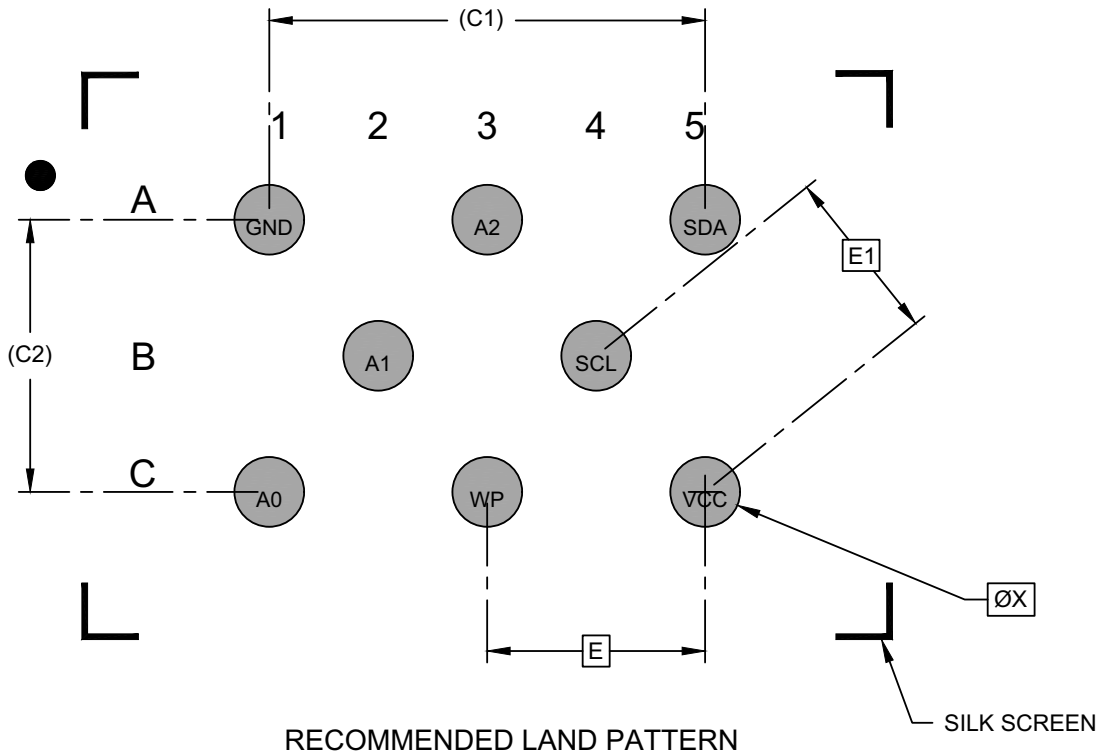 (C1)
1 2 3 4 5
A
GND A2 SDA
E1
(C2)
B
A1 SCL
C
A0 WP VCC
ØX
E
SILK SCREEN
RECOMMENDED LAND PATTERN